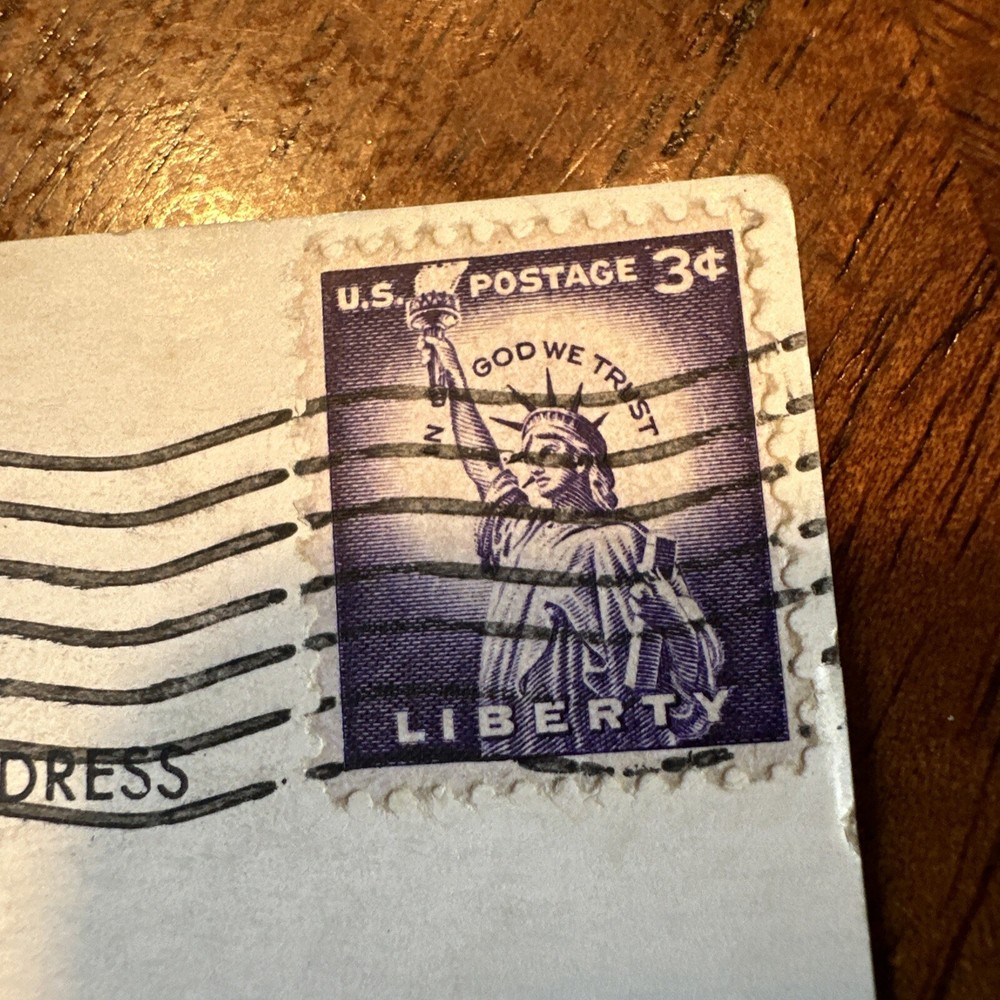 U.S. POSTAGE 3¢
N GOD WE TRUST
LIBERTY
DRESS